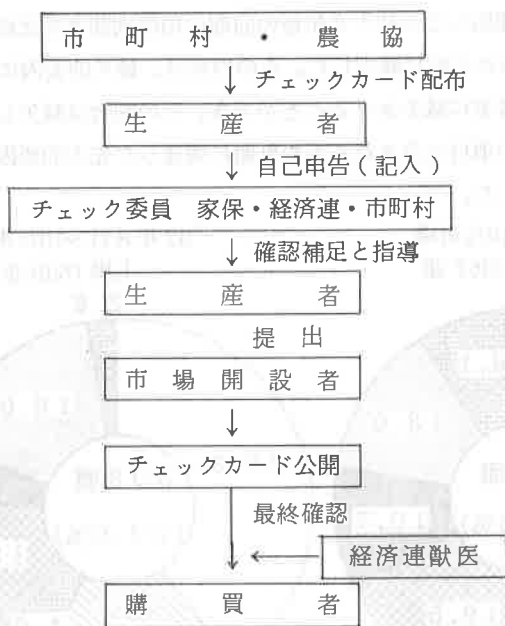 市町村・農協
チェックカード配布
生産者
自己申告(記入)
チェック委員 家保・経済連・市町村
確認補足と指導
生産者
提出
市場開設者
チェックカード公開
最終確認
経済連獣医
購買者